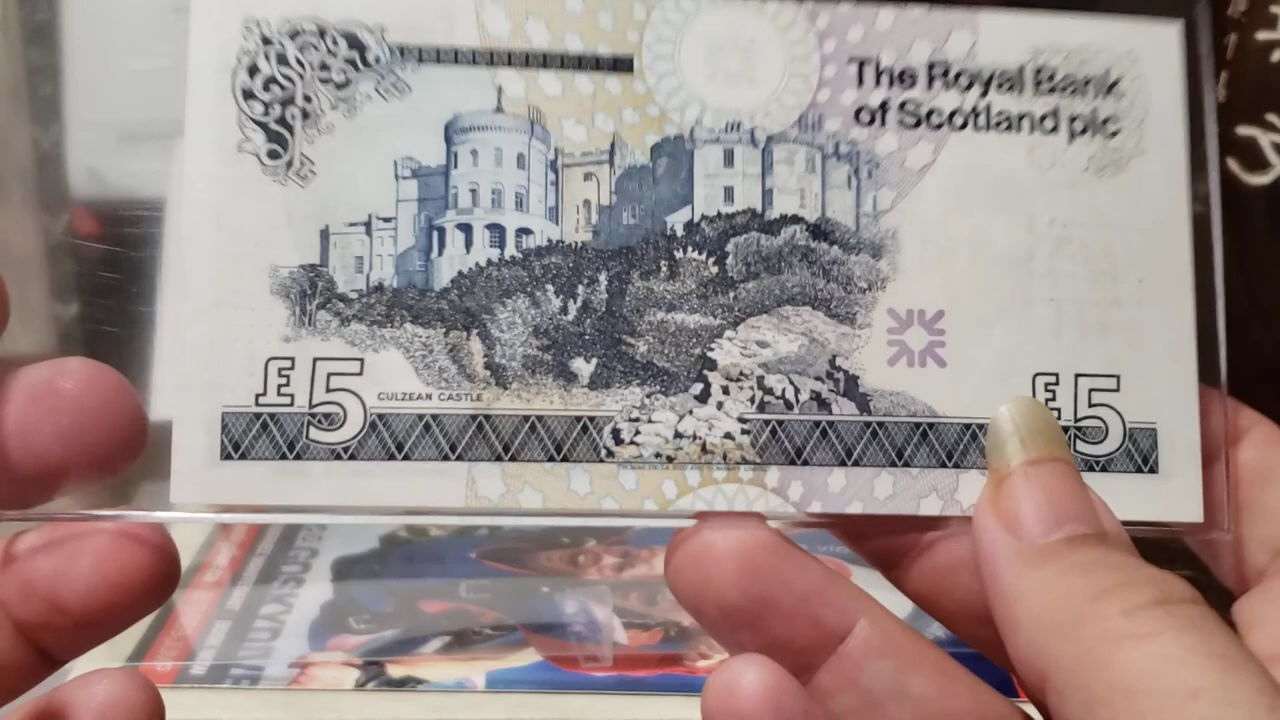 The Royal Bank
of Scotland plc
£5
CULZEAN CASTLE
£5